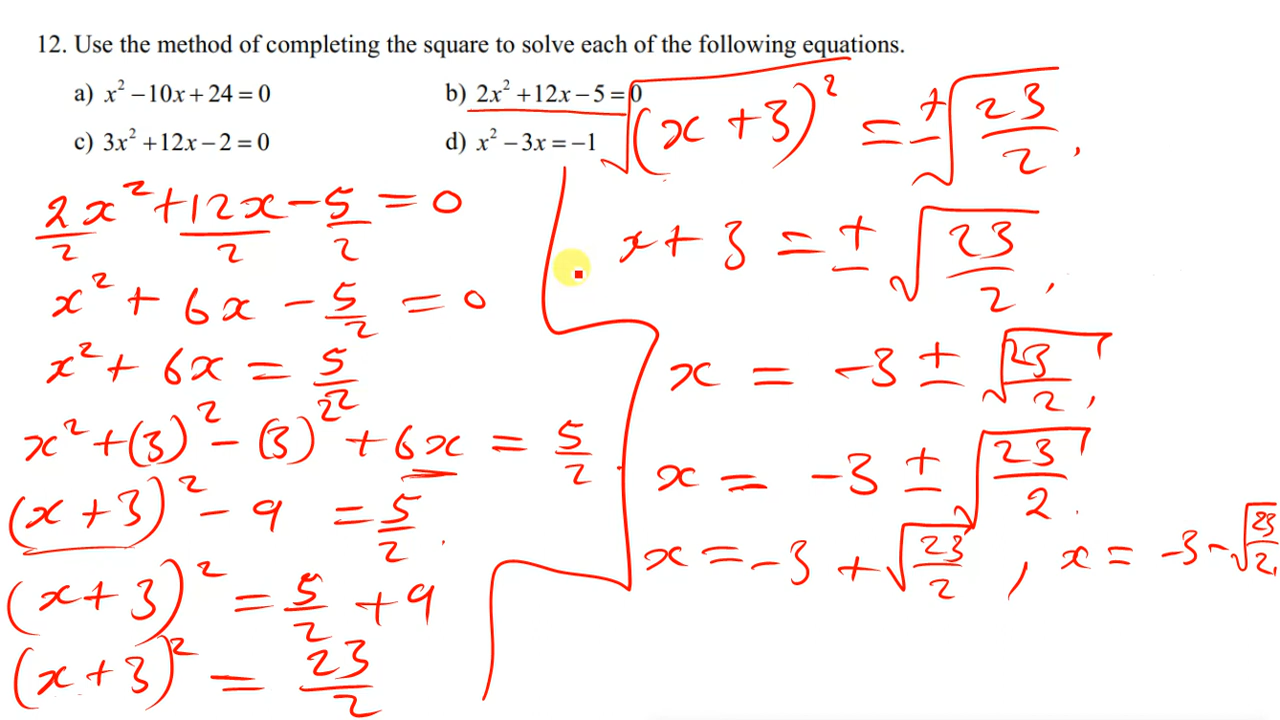 12. Use the method of completing the square to solve each of the following equations.
a) x² − 10x + 24 = 0
b) 2x² + 12x − 5 = 0
c) 3x² + 12x − 2 = 0
d) x² − 3x = −1
2x²/2 + 12x/2 − 5/2 = 0
x² + 6x − 5/2 = 0
x² + 6x = 5/22
x² + (3)² − (3)² + 6x = 5/2
(x + 3)² − 9 = 5/2.
(x + 3)² = 5/2 + 9
(x + 3)² = 23/2
√(x + 3)² = ±√23/2,
x + 3 = ±√23/2,
x = −3 ± √23/2,
x = −3 ± √23/2.
x = −3 + √23/2, x = −3 − √23/2,